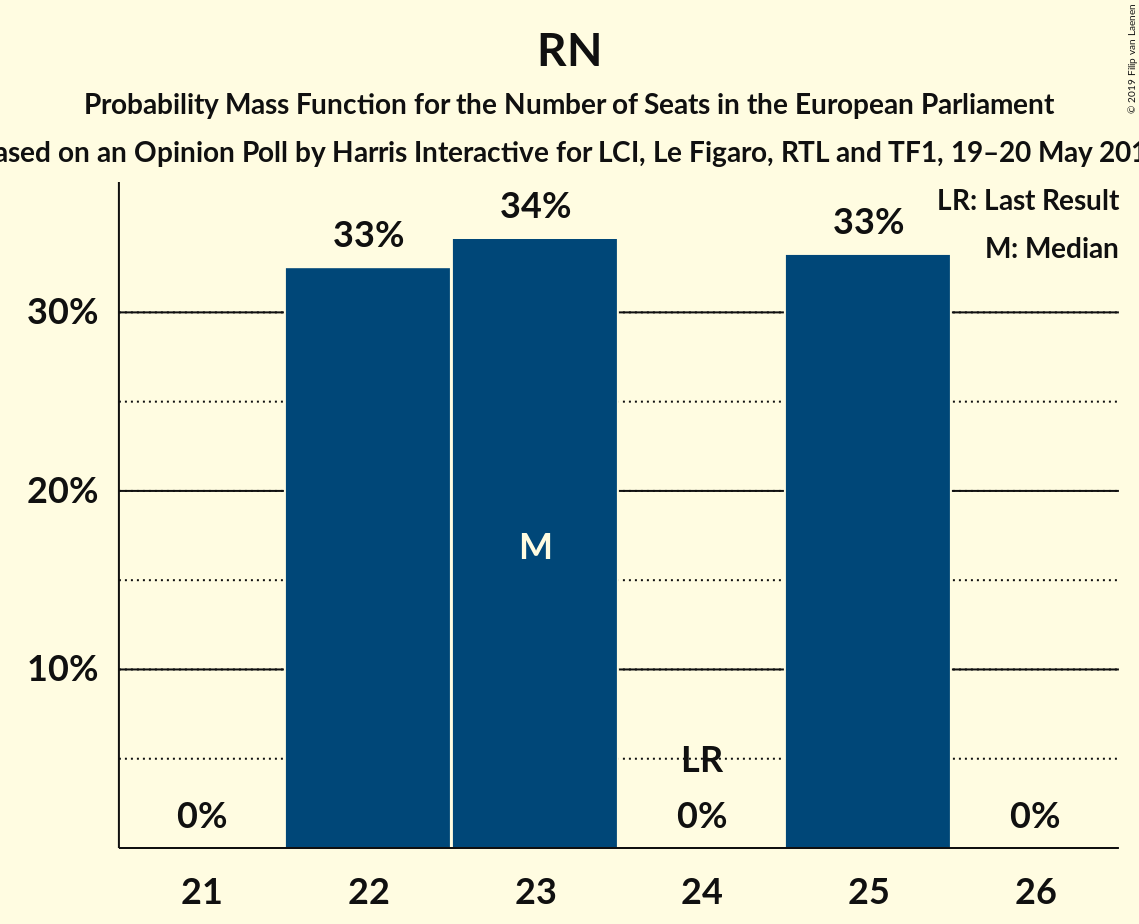 RN
Probability Mass Function for the Number of Seats in the European Parliament
ased on an Opinion Poll by Harris Interactive for LCI, Le Figaro, RTL and TF1, 19–20 May 201
© 2019 Filip van Laenen
LR: Last Result
M: Median
33%
34%
33%
30%
20%
10%
M
LR
0%
0%
0%
21
22
23
24
25
26